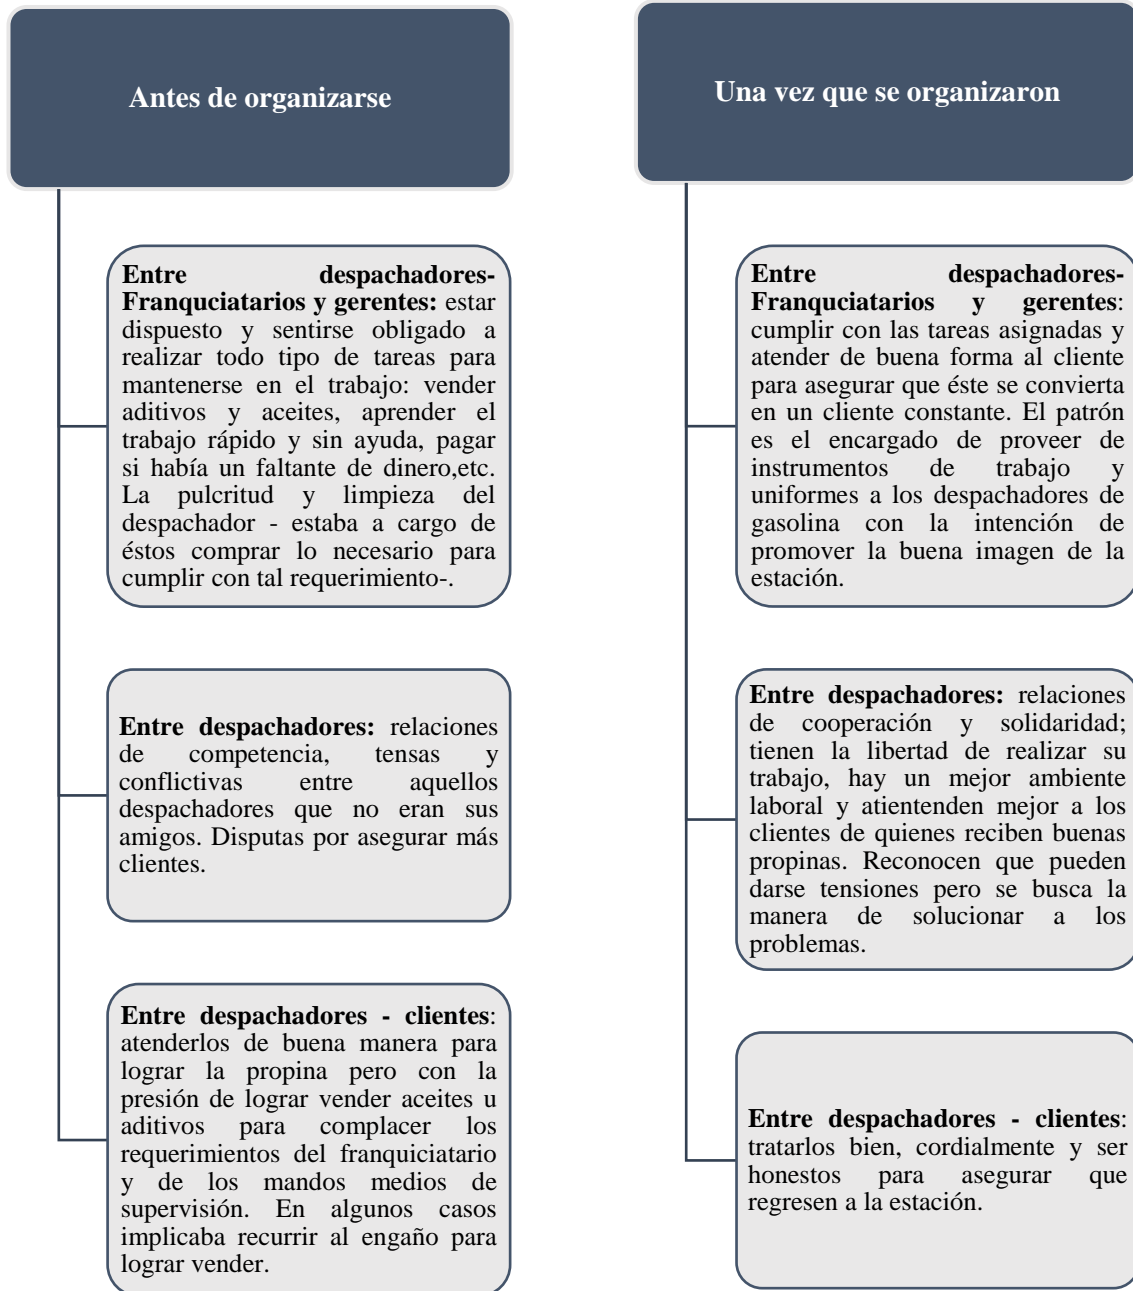 Antes de organizarse
Entre despachadores-
Franquciatarios y gerentes: estar
dispuesto y sentirse obligado a
realizar todo tipo de tareas para
mantenerse en el trabajo: vender
aditivos y aceites, aprender el
trabajo rápido y sin ayuda, pagar
si había un faltante de dinero,etc.
La pulcritud y limpieza del
despachador - estaba a cargo de
éstos comprar lo necesario para
cumplir con tal requerimiento-.
Entre despachadores: relaciones
de competencia, tensas y
conflictivas entre aquellos
despachadores que no eran sus
amigos. Disputas por asegurar más
clientes.
Entre despachadores - clientes:
atenderlos de buena manera para
lograr la propina pero con la
presión de lograr vender aceites u
aditivos para complacer los
requerimientos del franquiciatario
y de los mandos medios de
supervisión. En algunos casos
implicaba recurrir al engaño para
lograr vender.
Una vez que se organizaron
Entre despachadores-
Franquciatarios y gerentes:
cumplir con las tareas asignadas y
atender de buena forma al cliente
para asegurar que éste se convierta
en un cliente constante. El patrón
es el encargado de proveer de
instrumentos de trabajo y
uniformes a los despachadores de
gasolina con la intención de
promover la buena imagen de la
estación.
Entre despachadores: relaciones
de cooperación y solidaridad;
tienen la libertad de realizar su
trabajo, hay un mejor ambiente
laboral y atientenden mejor a los
clientes de quienes reciben buenas
propinas. Reconocen que pueden
darse tensiones pero se busca la
manera de solucionar a los
problemas.
Entre despachadores - clientes:
tratarlos bien, cordialmente y ser
honestos para asegurar que
regresen a la estación.